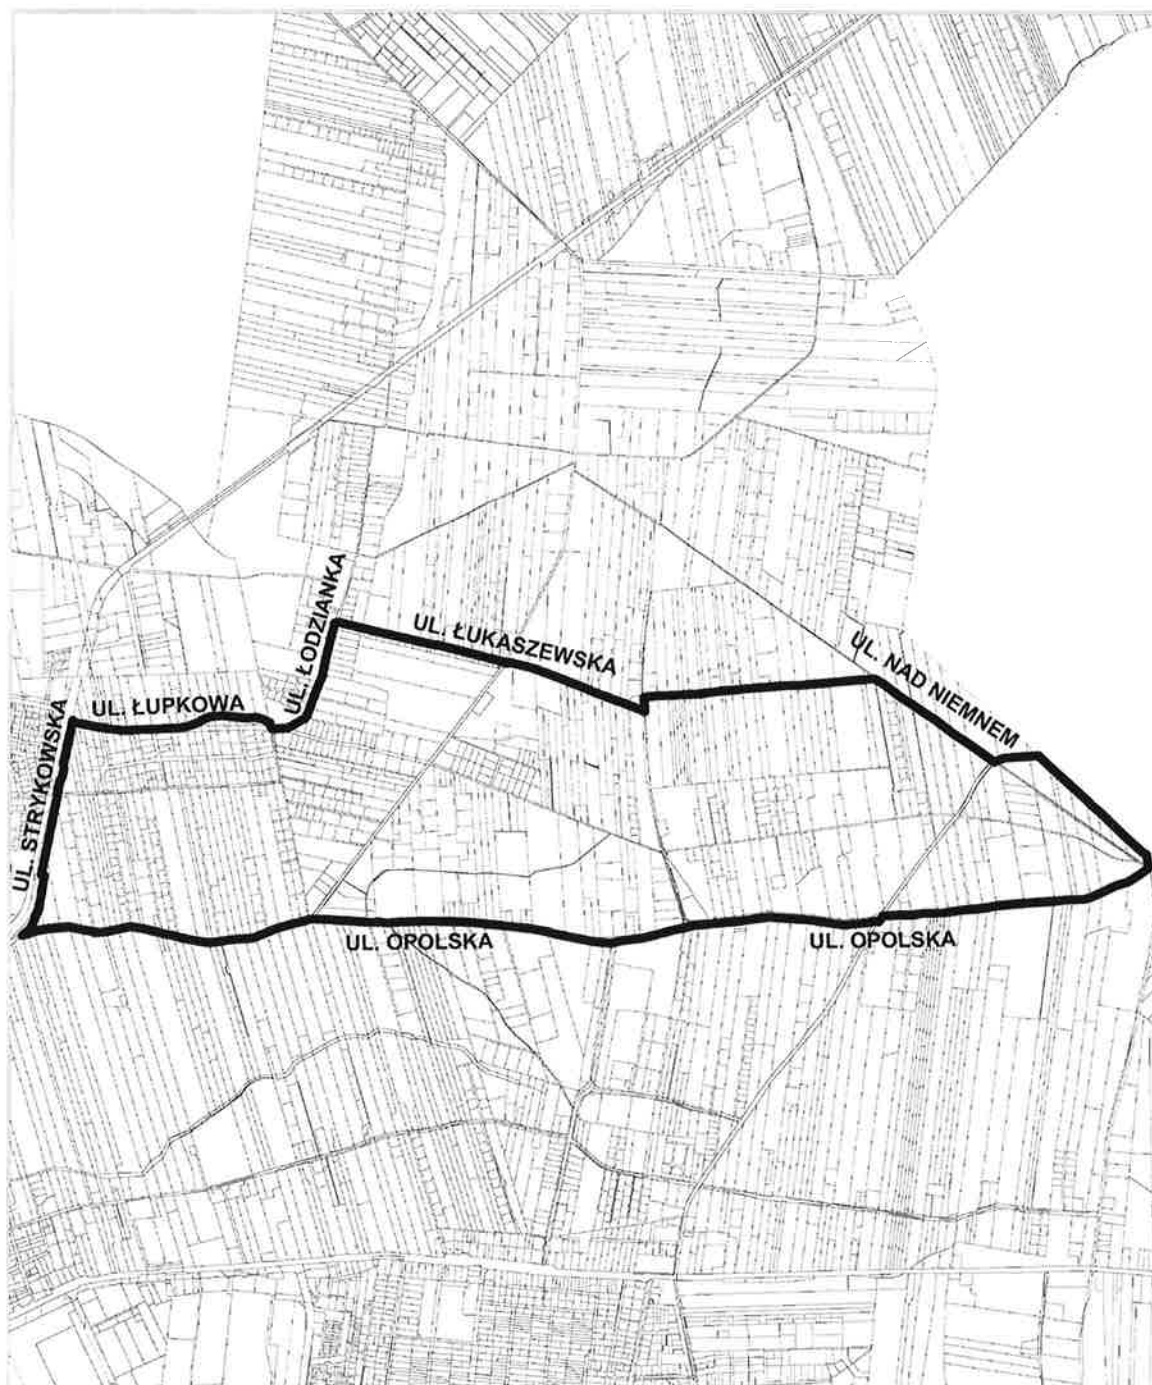 UL. ŁODZIANKA
UL. ŁUKASZEWSKA
UL. NAD NIEMNEM
UL. ŁUPKOWA
UL. STRYKOWSKA
UL. OPOLSKA
UL. OPOLSKA